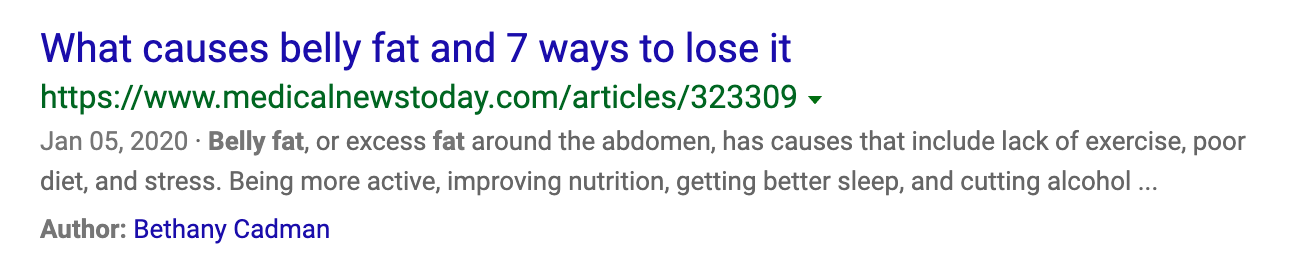 What causes belly fat and 7 ways to lose it
https://www.medicalnewstoday.com/articles/323309
Jan 05, 2020 · Belly fat, or excess fat around the abdomen, has causes that include lack of exercise, poor
diet, and stress. Being more active, improving nutrition, getting better sleep, and cutting alcohol ...
Author: Bethany Cadman